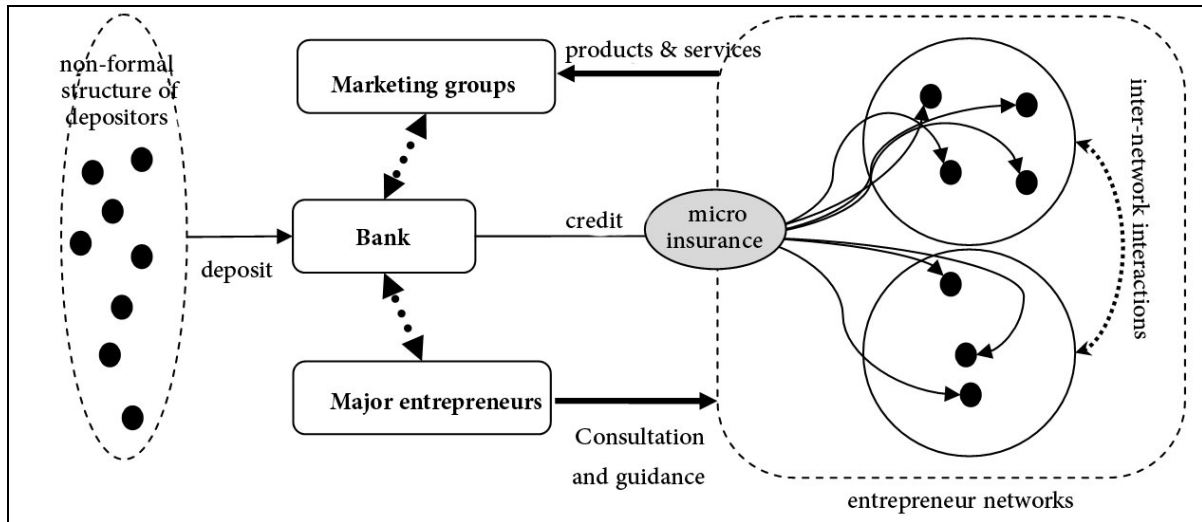 non-formal
structure of
depositors
deposit
Marketing groups
Bank
Major entrepreneurs
products & services
credit
micro
insurance
Consultation
and guidance
inter-network interactions
entrepreneur networks